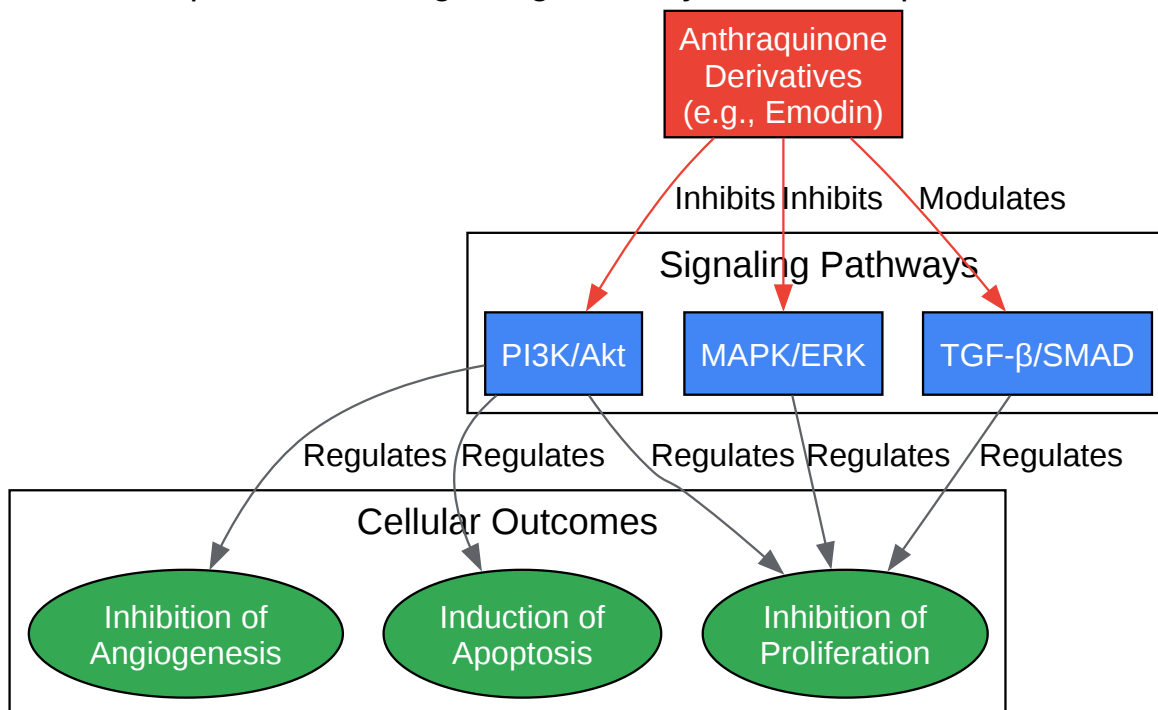 Anthraquinone
Derivatives
(e.g., Emodin)
Inhibits Inhibits Modulates
Signaling Pathways
PI3K/Akt MAPK/ERK TGF-β/SMAD
Regulates Regulates Regulates Regulates Regulates
Cellular Outcomes
Inhibition of
Angiogenesis
Induction of
Apoptosis
Inhibition of
Proliferation